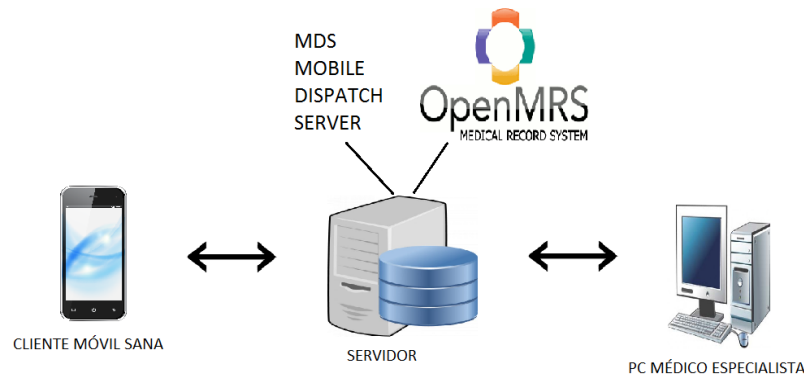 MDS
MOBILE
DISPATCH
SERVER
OpenMRS
MEDICAL RECORD SYSTEM
CLIENTE MÓVIL SANA
SERVIDOR
PC MÉDICO ESPECIALISTA